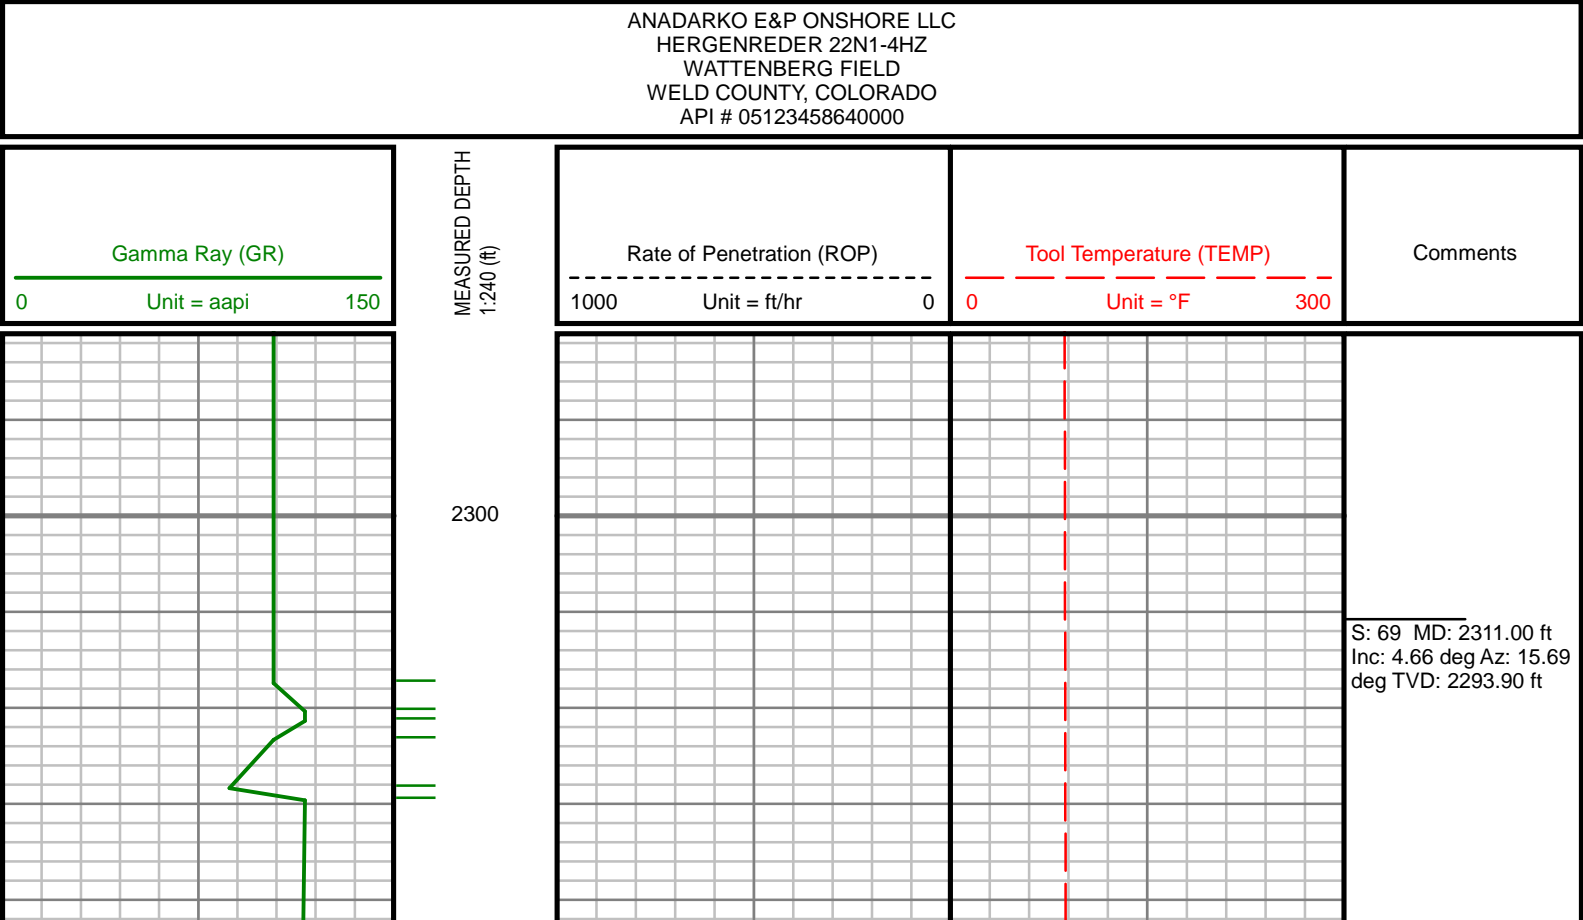 ANADARKO E&P ONSHORE LLC
HERGENREDER 22N1-4HZ
WATTENBERG FIELD
WELD COUNTY, COLORADO
API # 05123458640000
Gamma Ray (GR)
0 Unit = aapi 150
MEASURED DEPTH
1:240 (ft)
Rate of Penetration (ROP)
1000 Unit = ft/hr 0
Tool Temperature (TEMP)
0 Unit = °F 300
Comments
2300
S: 69 MD: 2311.00 ft
Inc: 4.66 deg Az: 15.69
deg TVD: 2293.90 ft